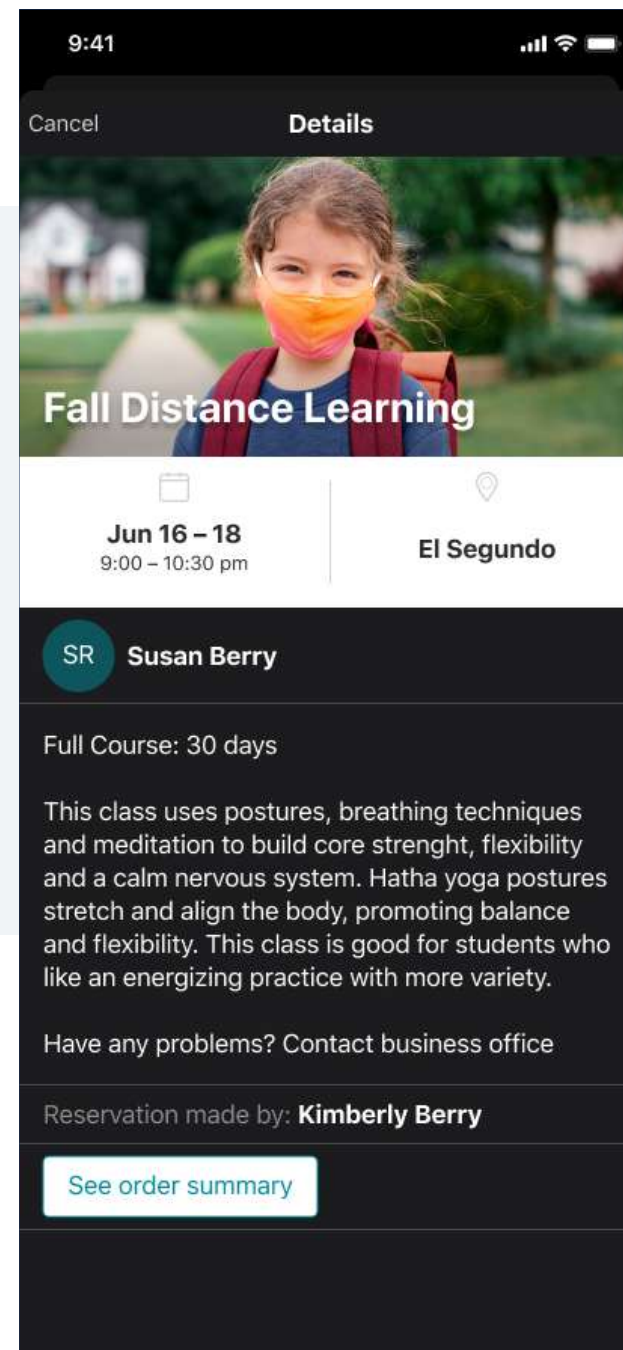 9:41
Cancel
Details
Fall Distance Learning
Jun 16 – 18
9:00 – 10:30 pm
El Segundo
SR
Susan Berry
Full Course: 30 days
This class uses postures, breathing techniques
and meditation to build core strenght, flexibility
and a calm nervous system. Hatha yoga postures
stretch and align the body, promoting balance
and flexibility. This class is good for students who
like an energizing practice with more variety.
Have any problems? Contact business office
Reservation made by: Kimberly Berry
See order summary